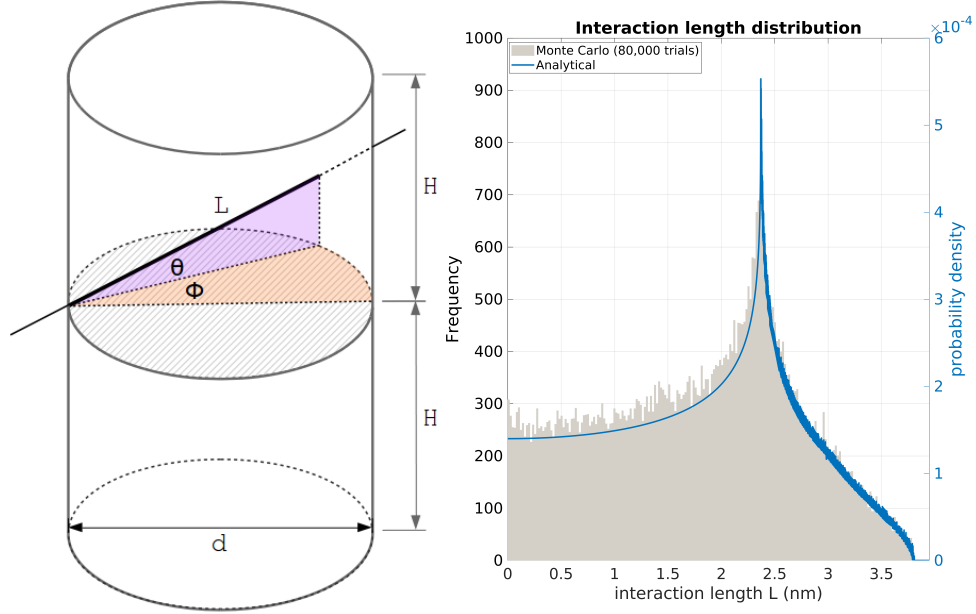 H
L
θ
Φ
H
d
Interaction length distribution
×10⁻⁴
Monte Carlo (80,000 trials)
Analytical
1000
900
800
700
600
500
400
300
200
100
0
Frequency
6
5
4
3
2
1
0
probability density
0 0.5 1 1.5 2 2.5 3 3.5
interaction length L (nm)